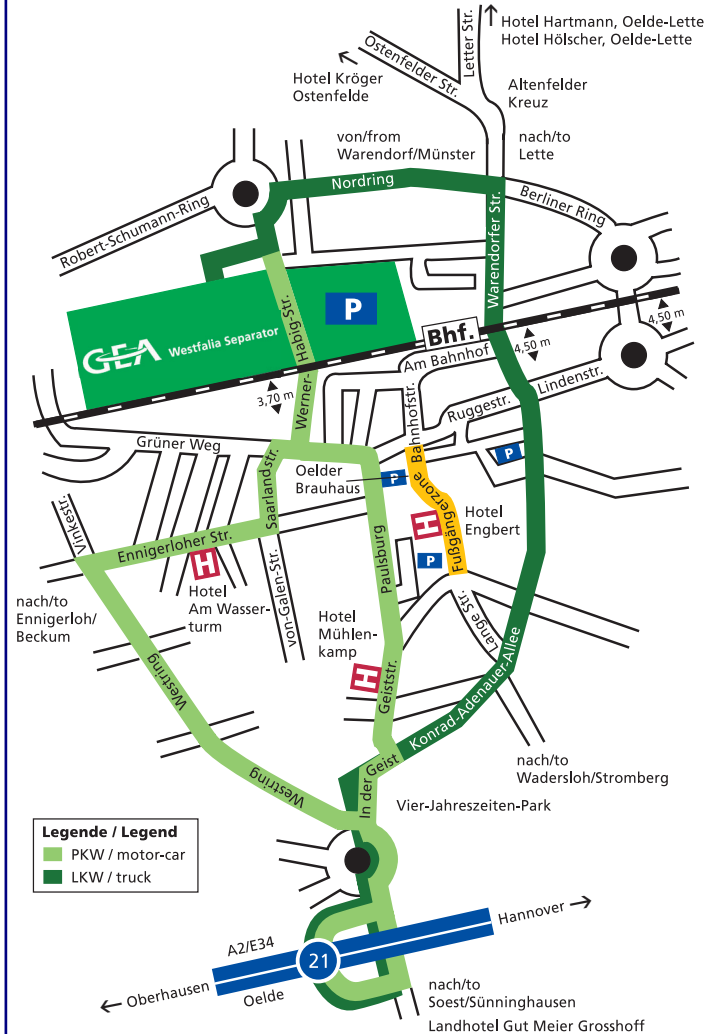 Hotel Hartmann, Oelde-Lette
Hotel Hölscher, Oelde-Lette
Letter Str.
Ostenfelder Str.
Hotel Kröger
Ostenfelde
Altenfelder
Kreuz
von/from
Warendorf/Münster
nach/to
Lette
Nordring
Berliner Ring
Robert-Schumann-Ring
Warendorfer Str.
P
GEA Westfalia Separator
Werner-Habig-Str.
Bhf.
4,50 m
4,50 m
Am Bahnhof
3,70 m
Bahnhofstr.
Ruggestr.
Lindenstr.
Grüner Weg
Saarlandstr.
Oelder
Brauhaus
P
P
Fußgängerzone
H
Hotel
Engbert
P
Vinkestr.
Ennigerloher Str.
H
Hotel
Am Wasser-
turm
von-Galen-Str.
Paulsburg
nach/to
Ennigerloh/
Beckum
Hotel
Mühlen-
kamp
H
Geiststr.
Lange Str.
Konrad-Adenauer-Allee
Westring
Westring
In der Geist
nach/to
Wadersloh/Stromberg
Vier-Jahreszeiten-Park
Legende / Legend
PKW / motor-car
LKW / truck
A2/E34
21
Hannover
Oberhausen
Oelde
nach/to
Soest/Sünninghausen
Landhotel Gut Meier Grosshoff